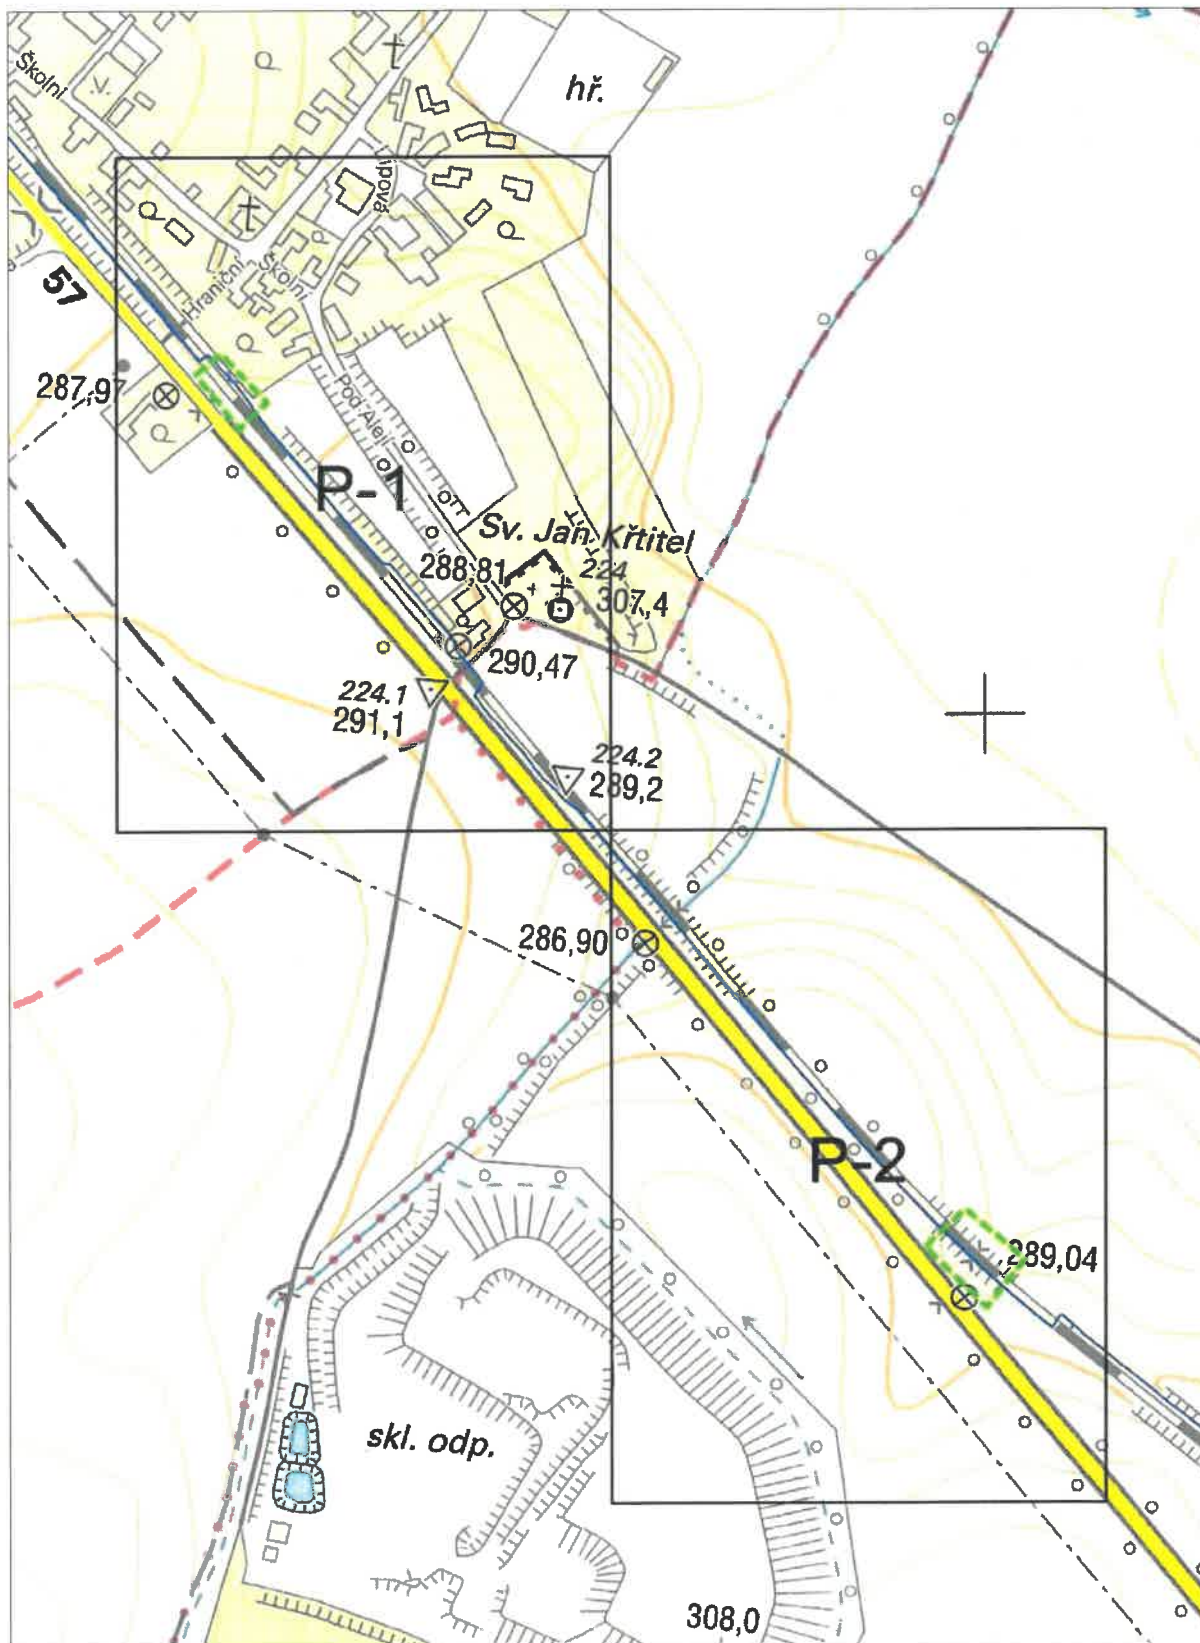 Školní
hř.
Lipová
57
Hraniční
Školní
287,97
Pod Alejí
P-1
Sv. Jan Křtitel
288,81
224
307,4
290,47
224.1
291,1
224.2
289,2
286,90
P-2
289,04
skl. odp.
308,0